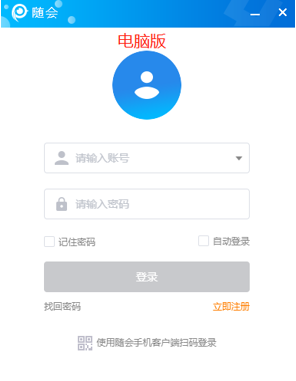 随会
电脑版
请输入账号
请输入密码
记住密码 自动登录
登录
找回密码 立即注册
使用随会手机客户端扫码登录